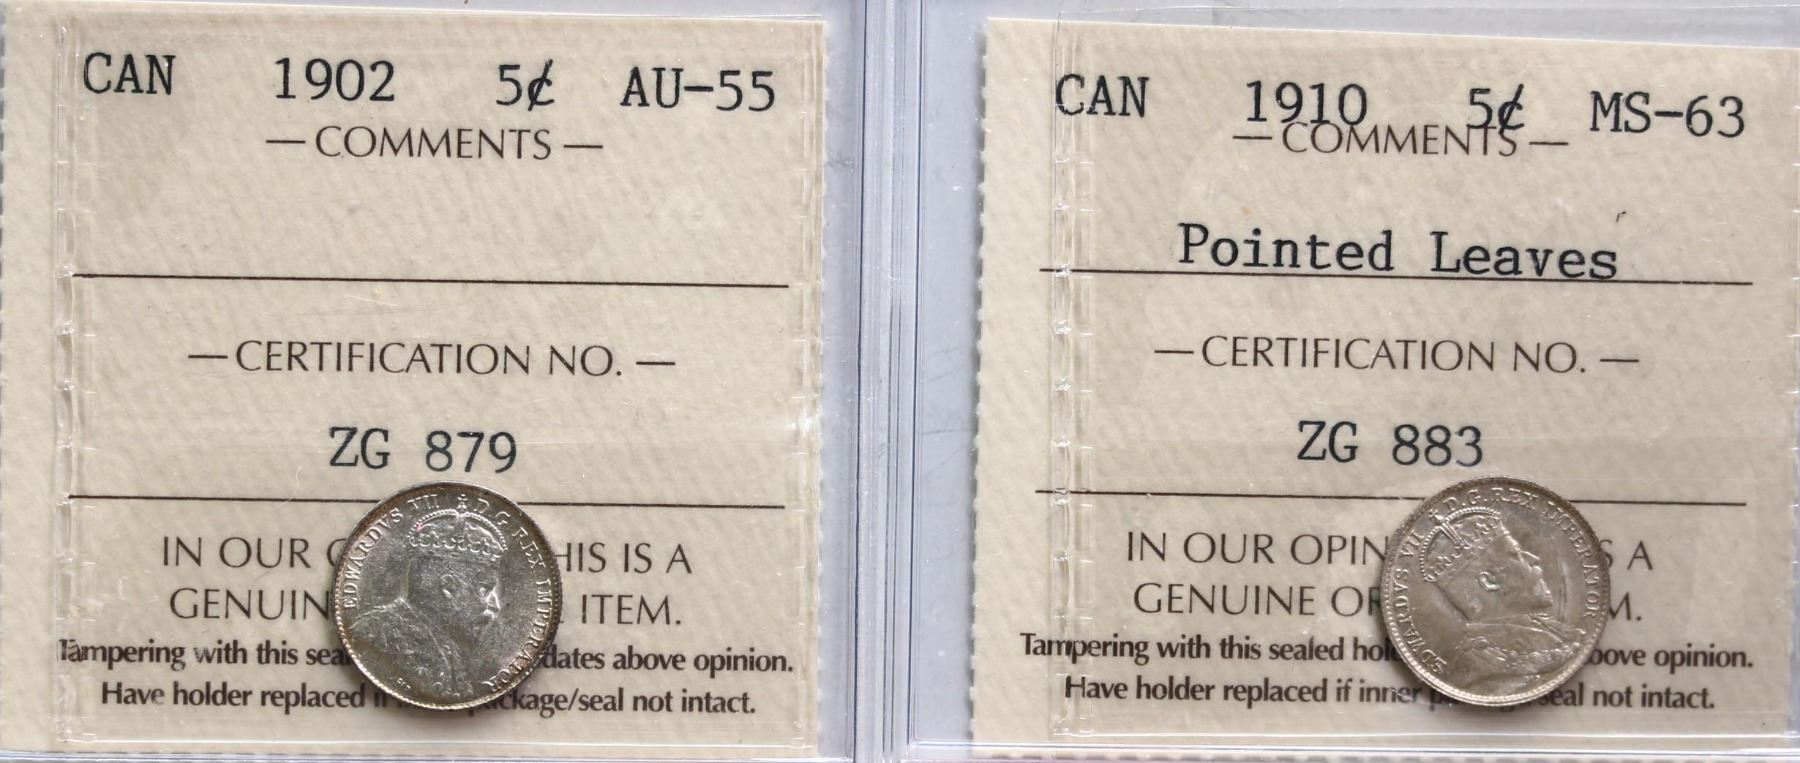 CAN 1902 5¢ AU-55
— COMMENTS —
— CERTIFICATION NO. —
ZG 879
IN OUR HIS IS A
GENUIN ITEM.
Tampering with this sea dates above opinion.
Have holder replaced ckage/seal not intact.
EDWARDVS VII D.G. REX IMPERATOR
CAN 1910 5¢ MS-63
— COMMENTS —
Pointed Leaves
— CERTIFICATION NO. —
ZG 883
IN OUR OPIN S A
GENUINE OR M.
Tampering with this sealed hol bove opinion.
Have holder replaced if inner seal not intact.
EDWARDVS VII D.G. REX IMPERATOR